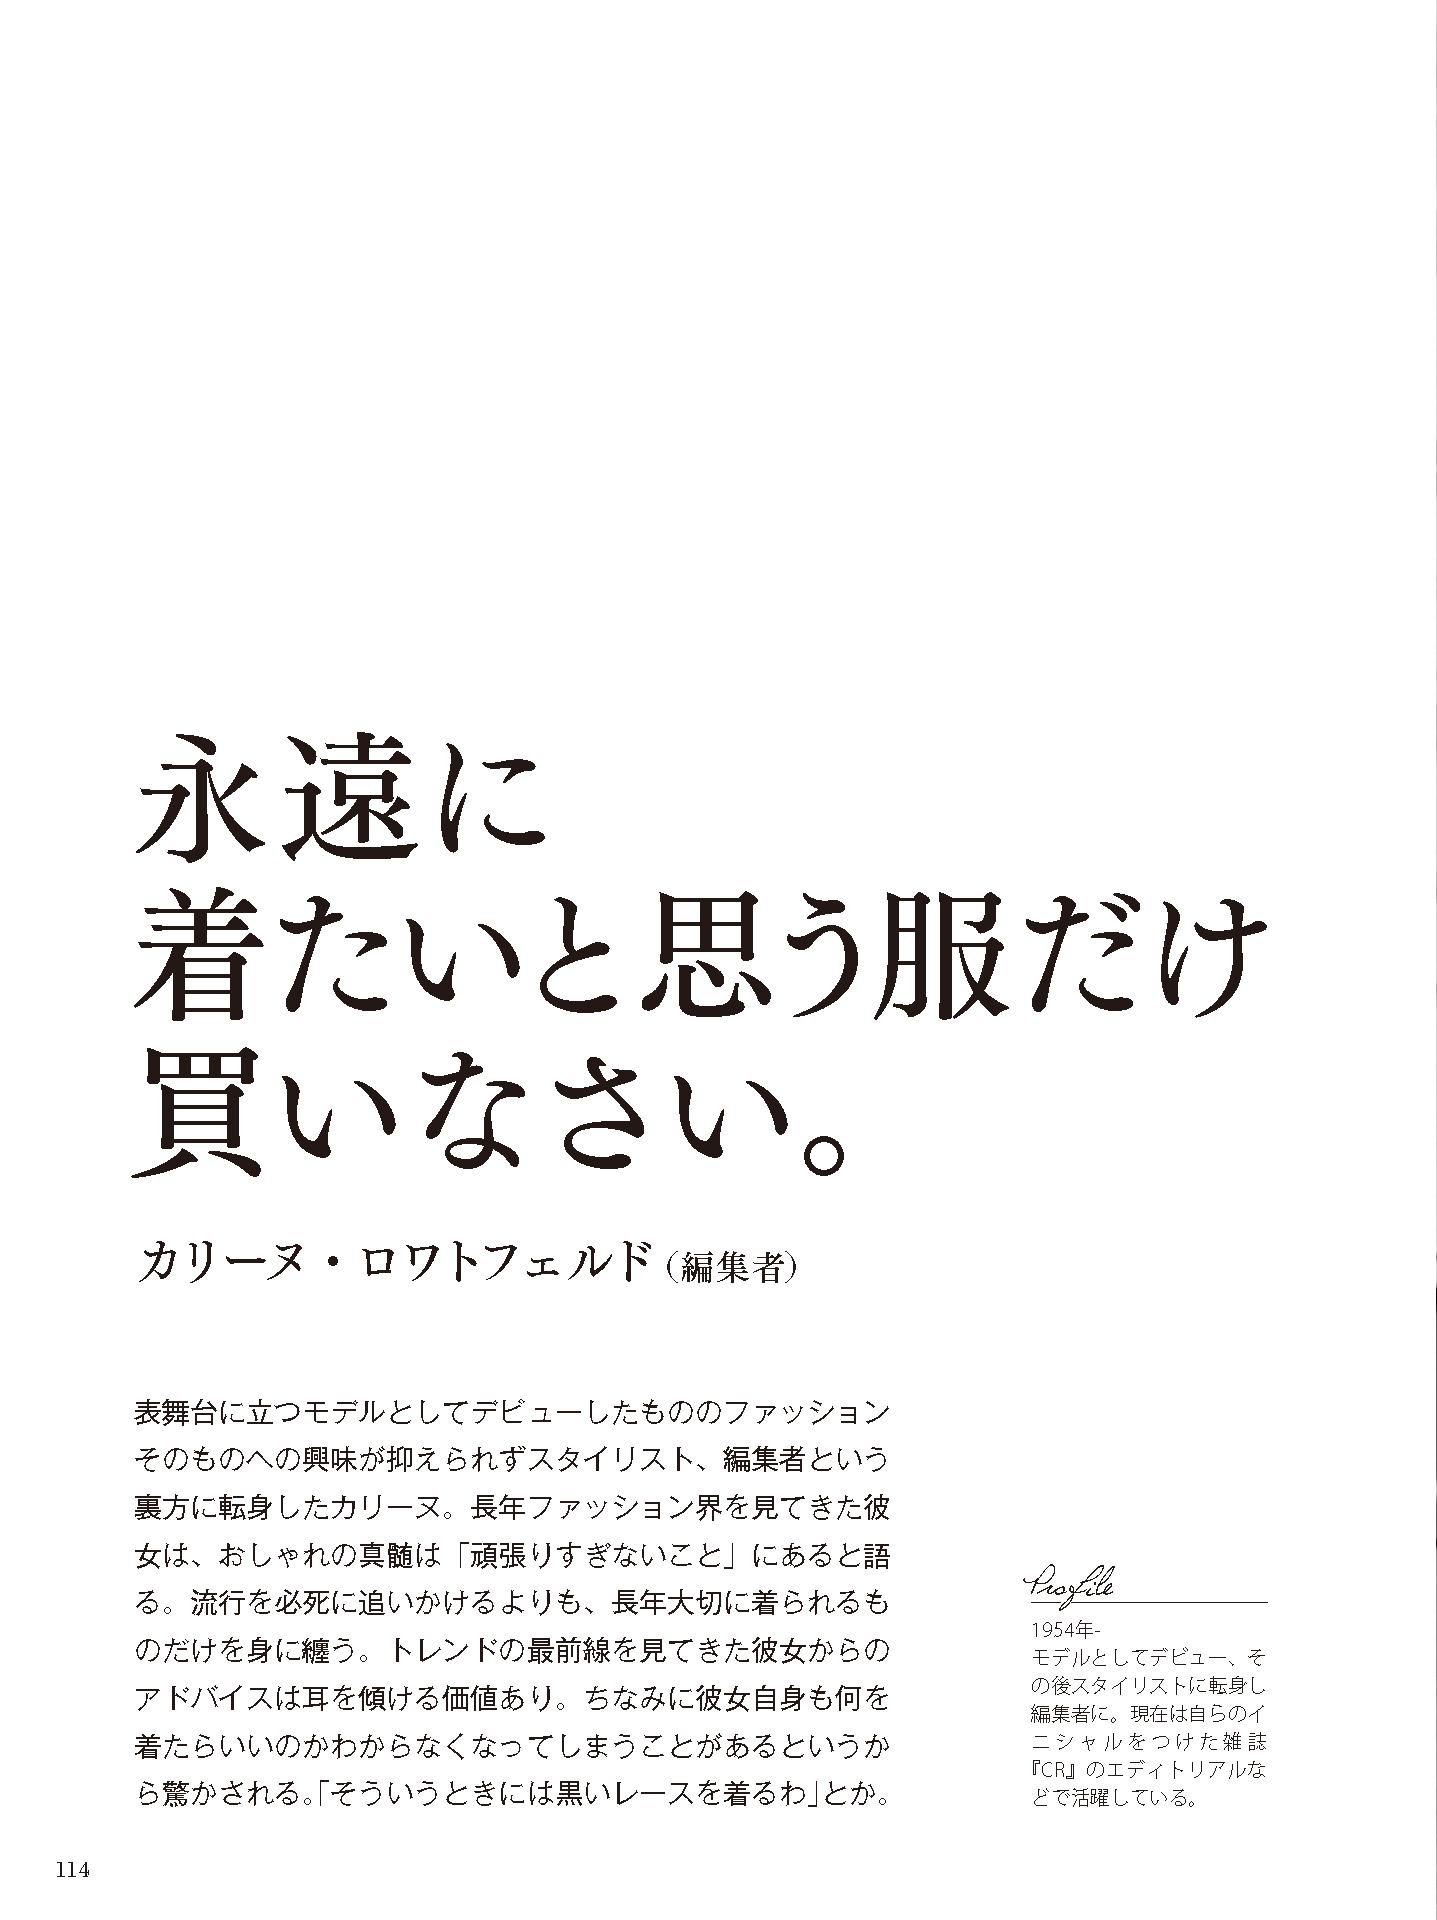 永遠に
着たいと思う服だけ
買いなさい。
カリーヌ・ロワトフェルド（編集者）
表舞台に立つモデルとしてデビューしたもののファッション
そのものへの興味が抑えられずスタイリスト、編集者という
裏方に転身したカリーヌ。長年ファッション界を見てきた彼
女は、おしゃれの真髄は「頑張りすぎないこと」にあると語
る。流行を必死に追いかけるよりも、長年大切に着られるも
のだけを身に纏う。トレンドの最前線を見てきた彼女からの
アドバイスは耳を傾ける価値あり。ちなみに彼女自身も何を
着たらいいのかわからなくなってしまうことがあるというか
ら驚かされる。「そういうときには黒いレースを着るわ」とか。
Profile
1954年-
モデルとしてデビュー、そ
の後スタイリストに転身し
編集者に。現在は自らのイ
ニシャルをつけた雑誌
『CR』のエディトリアルな
どで活躍している。
114